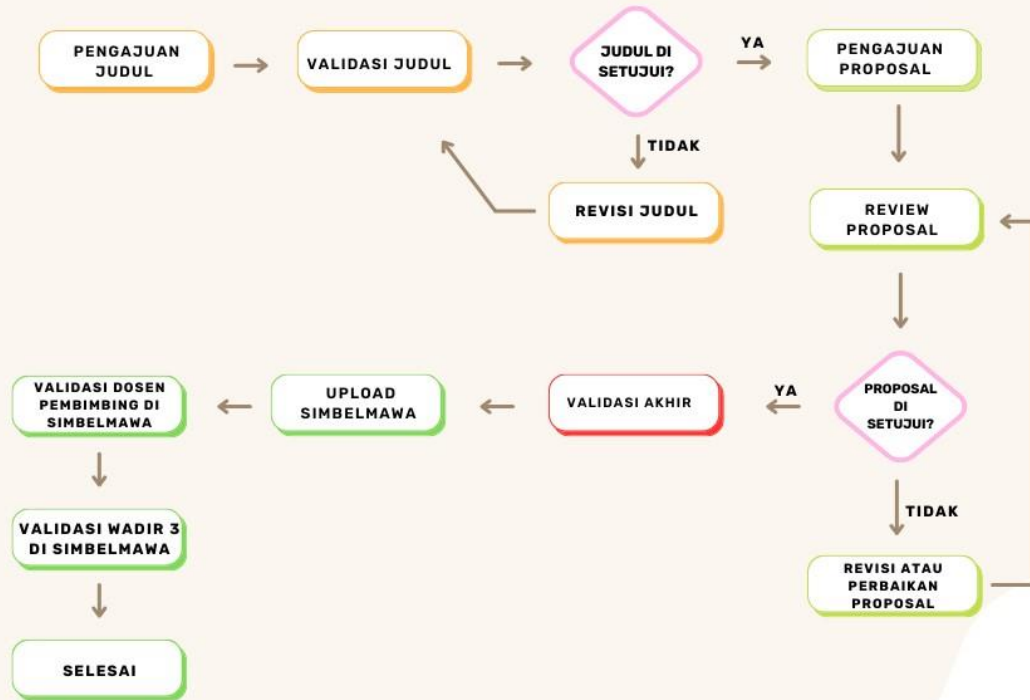 PENGAJUAN
JUDUL
VALIDASI JUDUL
JUDUL DI
SETUJUI?
YA
PENGAJUAN
PROPOSAL
TIDAK
REVISI JUDUL
REVIEW
PROPOSAL
VALIDASI DOSEN
PEMBIMBING DI
SIMBELMAWA
UPLOAD
SIMBELMAWA
VALIDASI AKHIR
YA
PROPOSAL
DI
SETUJUI?
TIDAK
VALIDASI WADIR 3
DI SIMBELMAWA
REVISI ATAU
PERBAIKAN
PROPOSAL
SELESAI